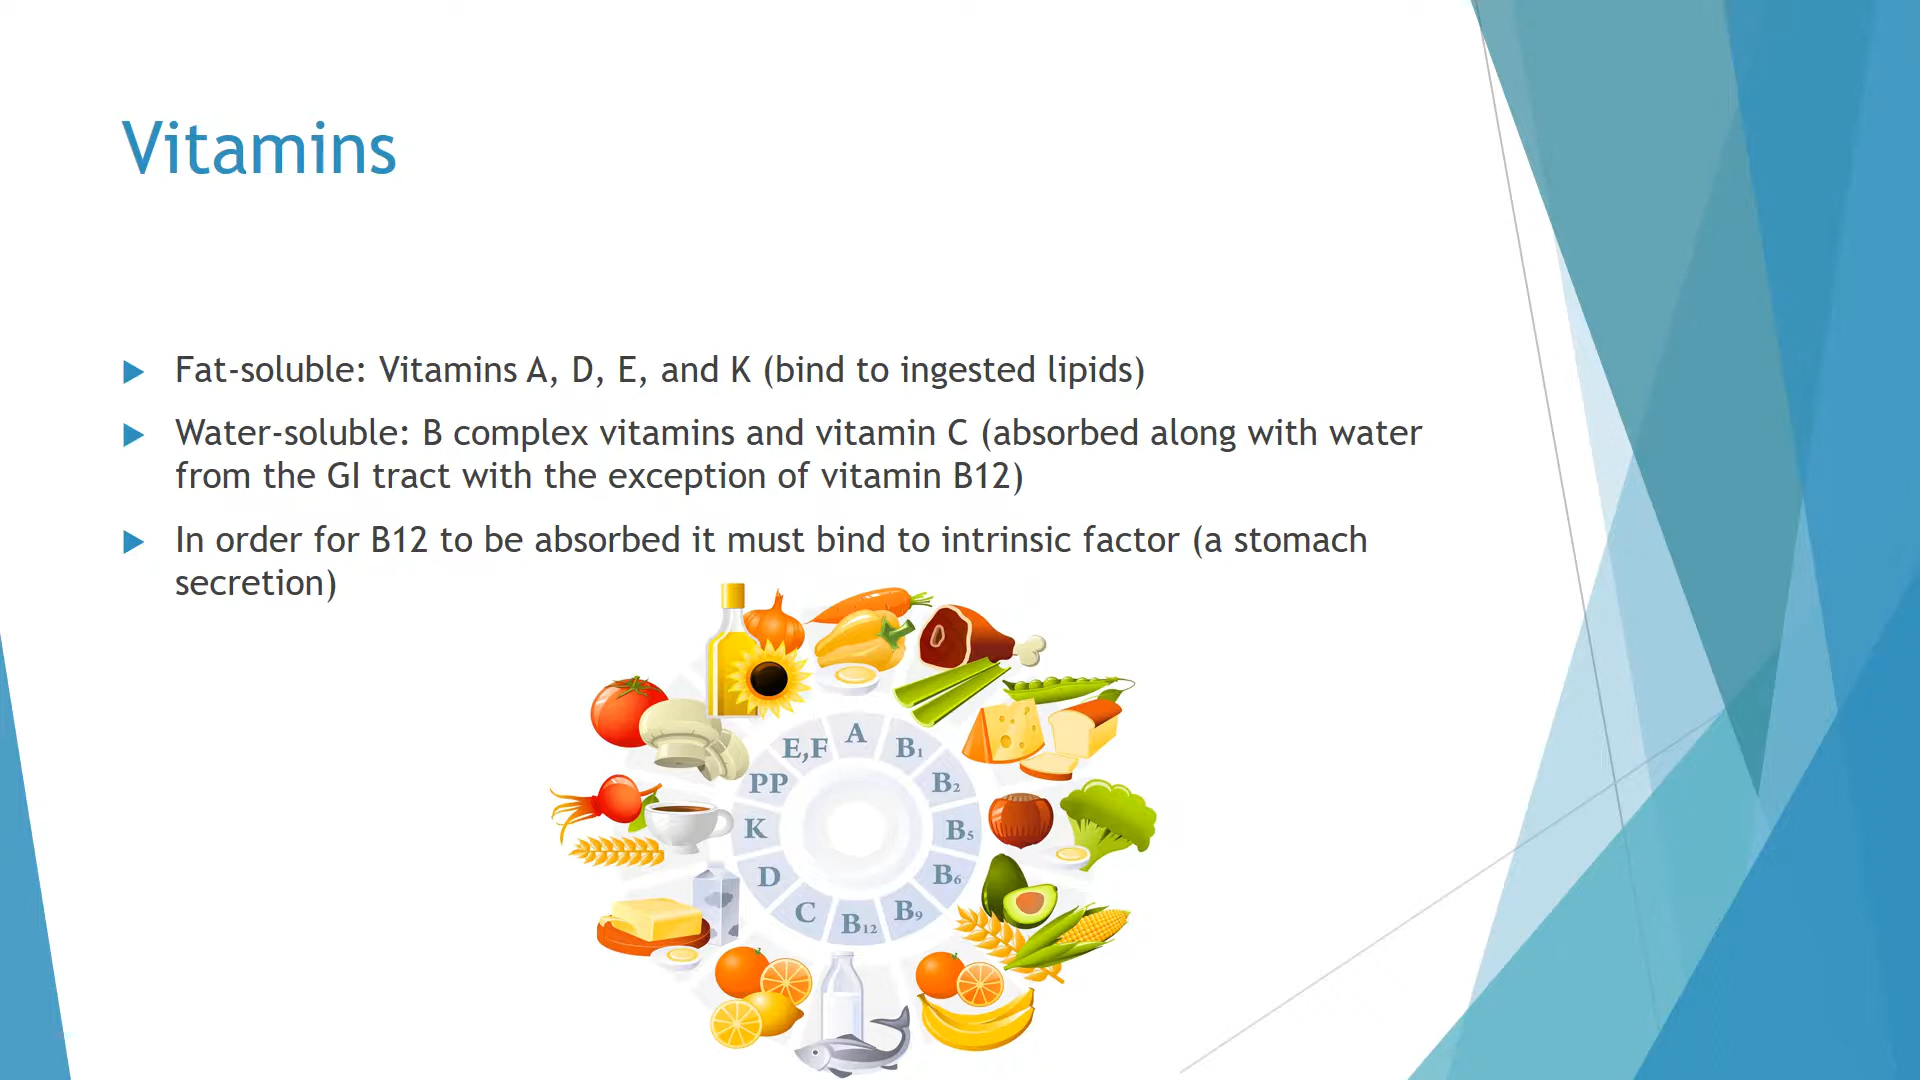 Vitamins
Fat-soluble: Vitamins A, D, E, and K (bind to ingested lipids)
Water-soluble: B complex vitamins and vitamin C (absorbed along with water
from the GI tract with the exception of vitamin B12)
In order for B12 to be absorbed it must bind to intrinsic factor (a stomach
secretion)
A
B₁
B₂
B₅
B₆
B₉
B₁₂
C
D
K
PP
E,F